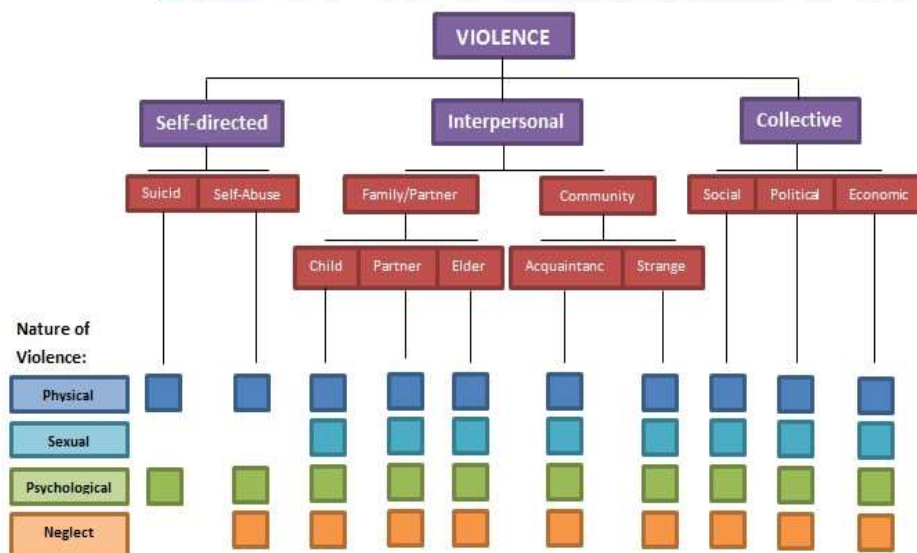 VIOLENCE
Self-directed
Interpersonal
Collective
Suicid
Self-Abuse
Family/Partner
Community
Social
Political
Economic
Child
Partner
Elder
Acquaintanc
Strange
Nature of
Violence:
Physical
Sexual
Psychological
Neglect